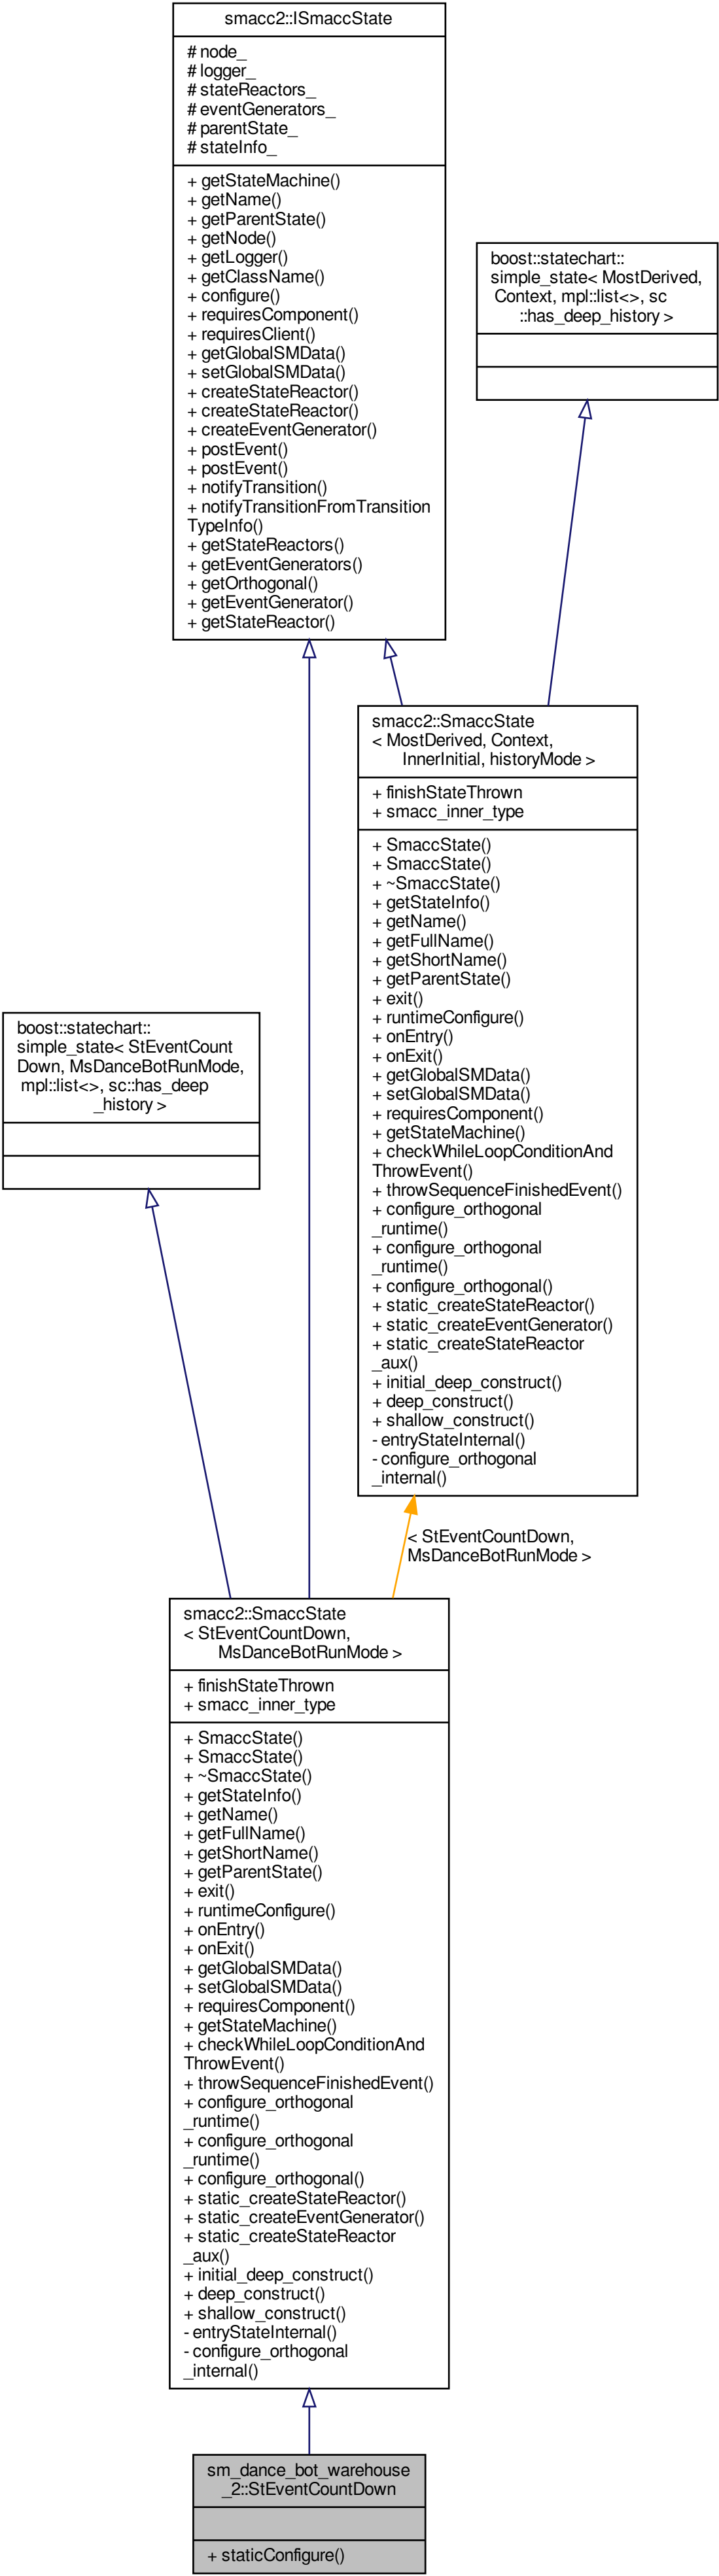 smacc2::ISmaccState
# node_
# logger_
# stateReactors_
# eventGenerators_
# parentState_
# stateInfo_
+ getStateMachine()
+ getName()
+ getParentState()
+ getNode()
+ getLogger()
+ getClassName()
+ configure()
+ requiresComponent()
+ requiresClient()
+ getGlobalSMData()
+ setGlobalSMData()
+ createStateReactor()
+ createStateReactor()
+ createEventGenerator()
+ postEvent()
+ postEvent()
+ notifyTransition()
+ notifyTransitionFromTransition
TypeInfo()
+ getStateReactors()
+ getEventGenerators()
+ getOrthogonal()
+ getEventGenerator()
+ getStateReactor()
boost::statechart::
simple_state< MostDerived,
Context, mpl::list<>, sc
::has_deep_history >
smacc2::SmaccState
< MostDerived, Context,
InnerInitial, historyMode >
+ finishStateThrown
+ smacc_inner_type
+ SmaccState()
+ SmaccState()
+ ~SmaccState()
+ getStateInfo()
+ getName()
+ getFullName()
+ getShortName()
+ getParentState()
+ exit()
+ runtimeConfigure()
+ onEntry()
+ onExit()
+ getGlobalSMData()
+ setGlobalSMData()
+ requiresComponent()
+ getStateMachine()
+ checkWhileLoopConditionAnd
ThrowEvent()
+ throwSequenceFinishedEvent()
+ configure_orthogonal
_runtime()
+ configure_orthogonal
_runtime()
+ configure_orthogonal()
+ static_createStateReactor()
+ static_createEventGenerator()
+ static_createStateReactor
_aux()
+ initial_deep_construct()
+ deep_construct()
+ shallow_construct()
- entryStateInternal()
- configure_orthogonal
_internal()
boost::statechart::
simple_state< StEventCount
Down, MsDanceBotRunMode,
mpl::list<>, sc::has_deep
_history >
< StEventCountDown,
MsDanceBotRunMode >
smacc2::SmaccState
< StEventCountDown,
MsDanceBotRunMode >
+ finishStateThrown
+ smacc_inner_type
+ SmaccState()
+ SmaccState()
+ ~SmaccState()
+ getStateInfo()
+ getName()
+ getFullName()
+ getShortName()
+ getParentState()
+ exit()
+ runtimeConfigure()
+ onEntry()
+ onExit()
+ getGlobalSMData()
+ setGlobalSMData()
+ requiresComponent()
+ getStateMachine()
+ checkWhileLoopConditionAnd
ThrowEvent()
+ throwSequenceFinishedEvent()
+ configure_orthogonal
_runtime()
+ configure_orthogonal
_runtime()
+ configure_orthogonal()
+ static_createStateReactor()
+ static_createEventGenerator()
+ static_createStateReactor
_aux()
+ initial_deep_construct()
+ deep_construct()
+ shallow_construct()
- entryStateInternal()
- configure_orthogonal
_internal()
sm_dance_bot_warehouse
_2::StEventCountDown
+ staticConfigure()